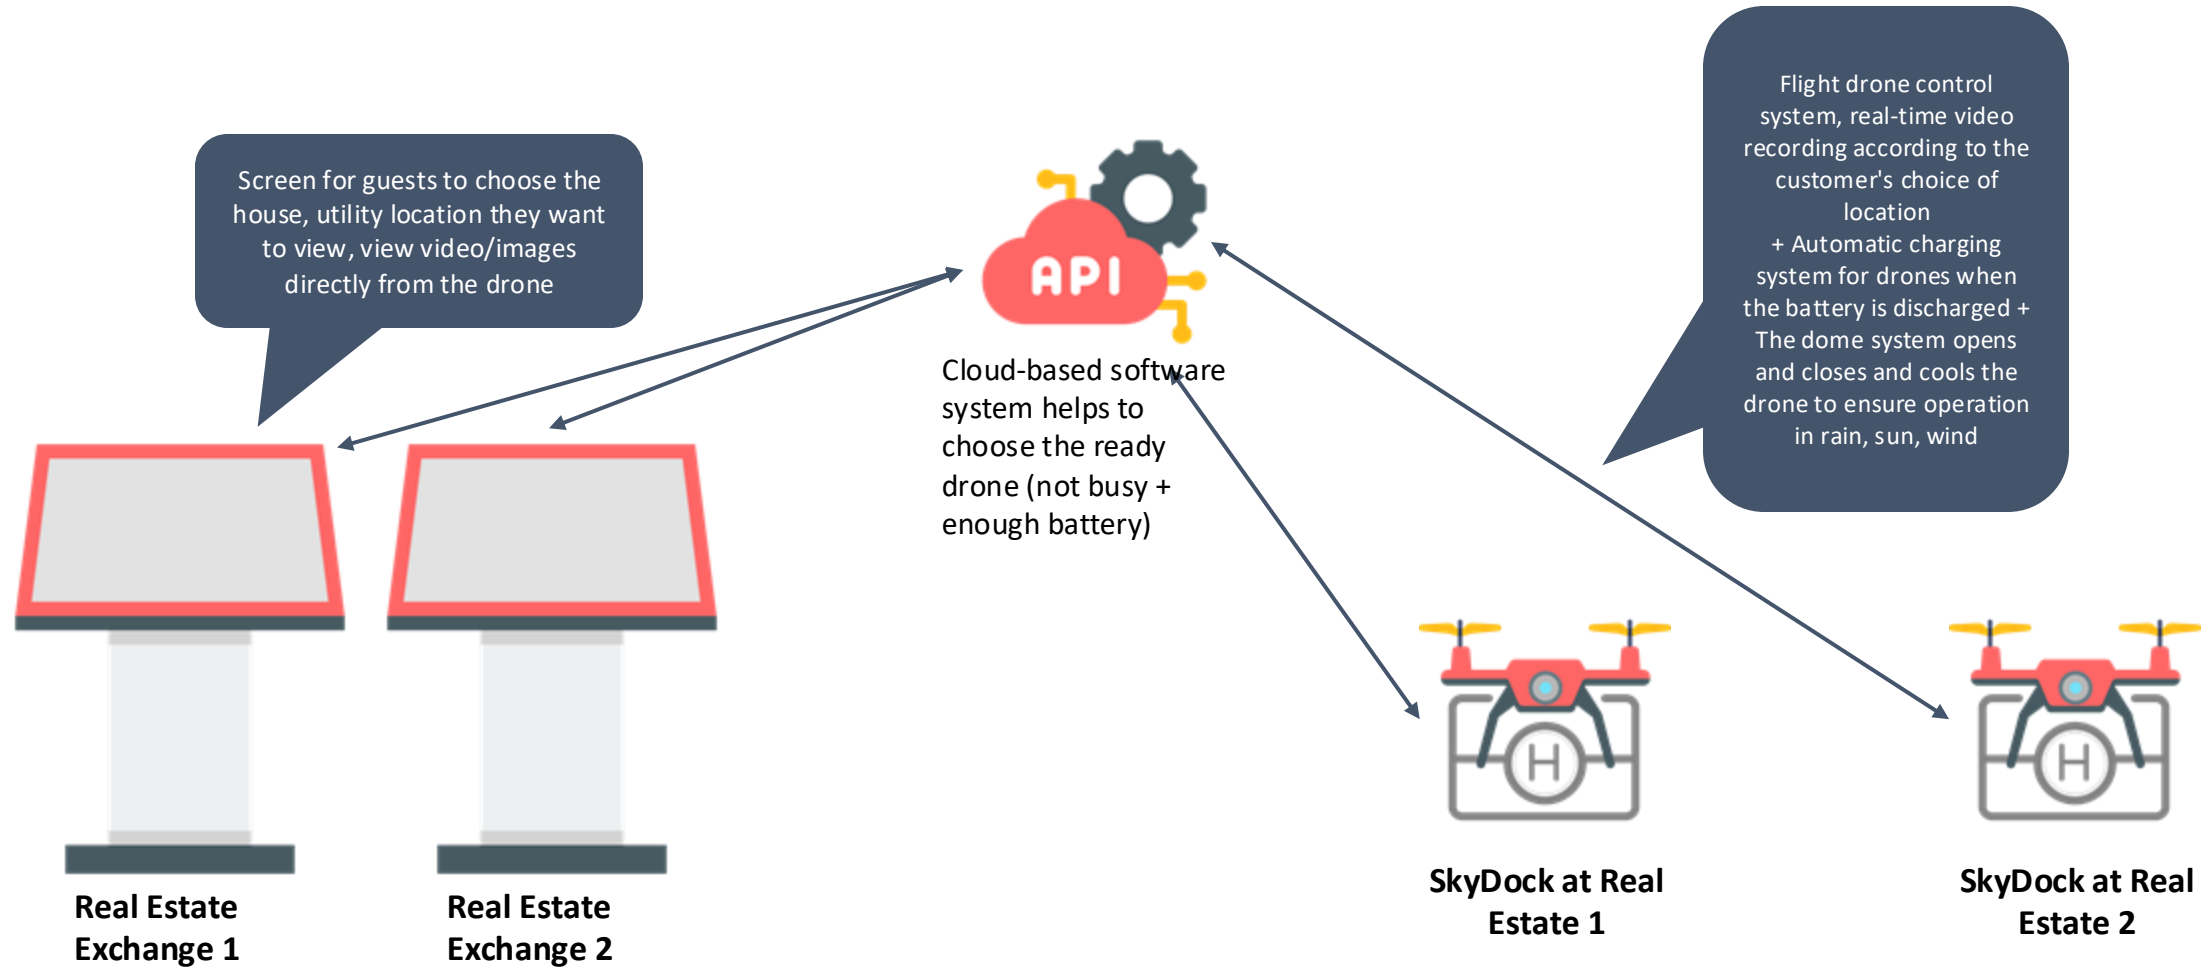 Screen for guests to choose the
house, utility location they want
to view, view video/images
directly from the drone
API
Cloud-based software
system helps to
choose the ready
drone (not busy +
enough battery)
Flight drone control
system, real-time video
recording according to the
customer's choice of
location
+ Automatic charging
system for drones when
the battery is discharged +
The dome system opens
and closes and cools the
drone to ensure operation
in rain, sun, wind
H
H
Real Estate
Exchange 1
Real Estate
Exchange 2
SkyDock at Real
Estate 1
SkyDock at Real
Estate 2